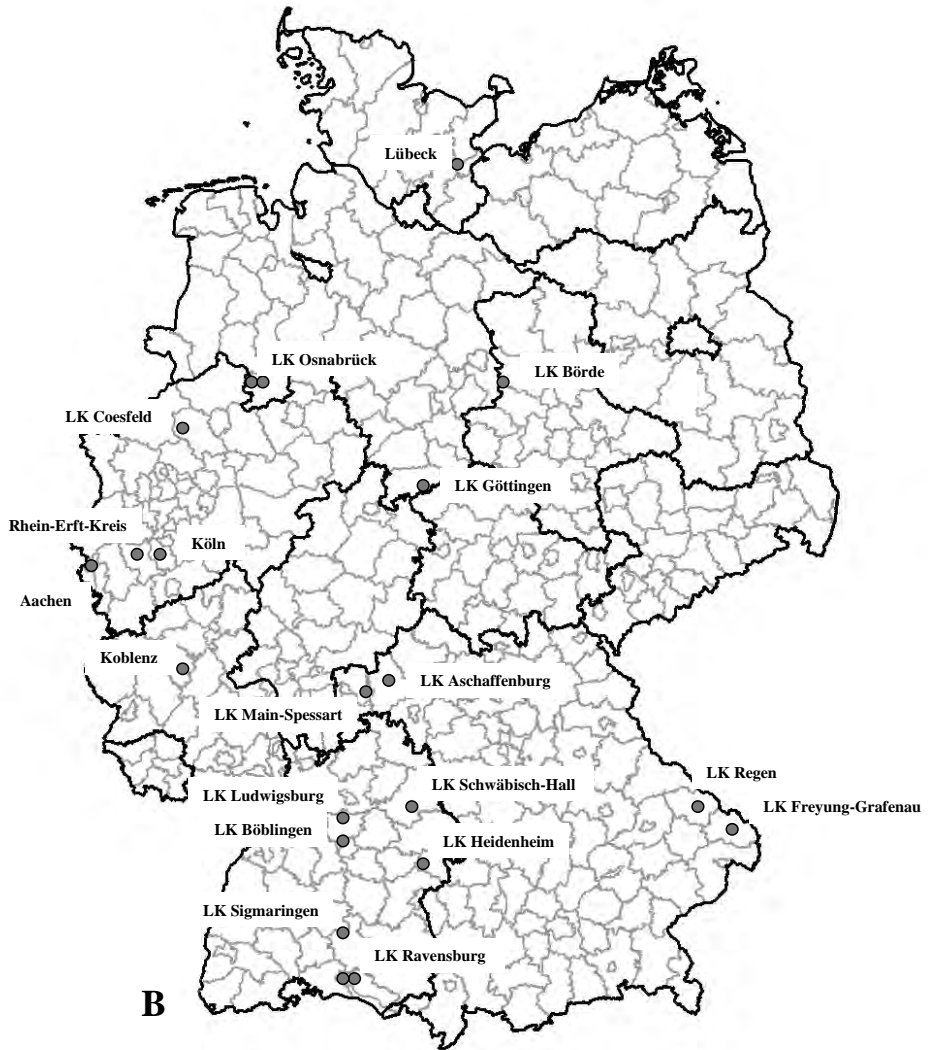 Lübeck
LK Osnabrück
LK Börde
LK Coesfeld
LK Göttingen
Rhein-Erft-Kreis
Köln
Aachen
Koblenz
LK Aschaffenburg
LK Main-Spessart
LK Regen
LK Schwäbisch-Hall
LK Ludwigsburg
LK Freyung-Grafenau
LK Böblingen
LK Heidenheim
LK Sigmaringen
LK Ravensburg
B